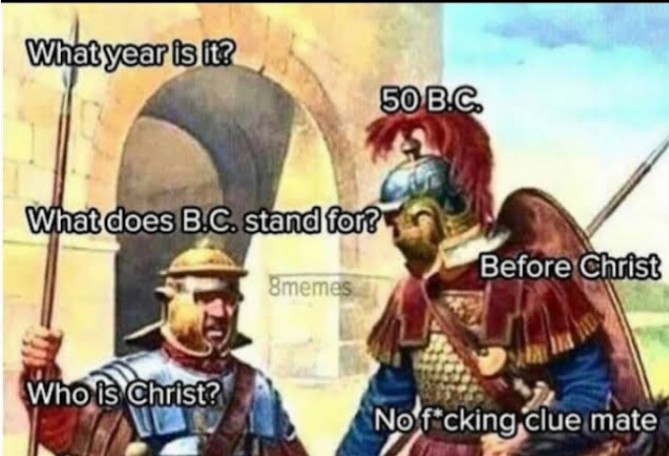 What year is it?
50 B.C.
What does B.C. stand for?
Before Christ
8memes
Who is Christ?
No f*cking clue mate